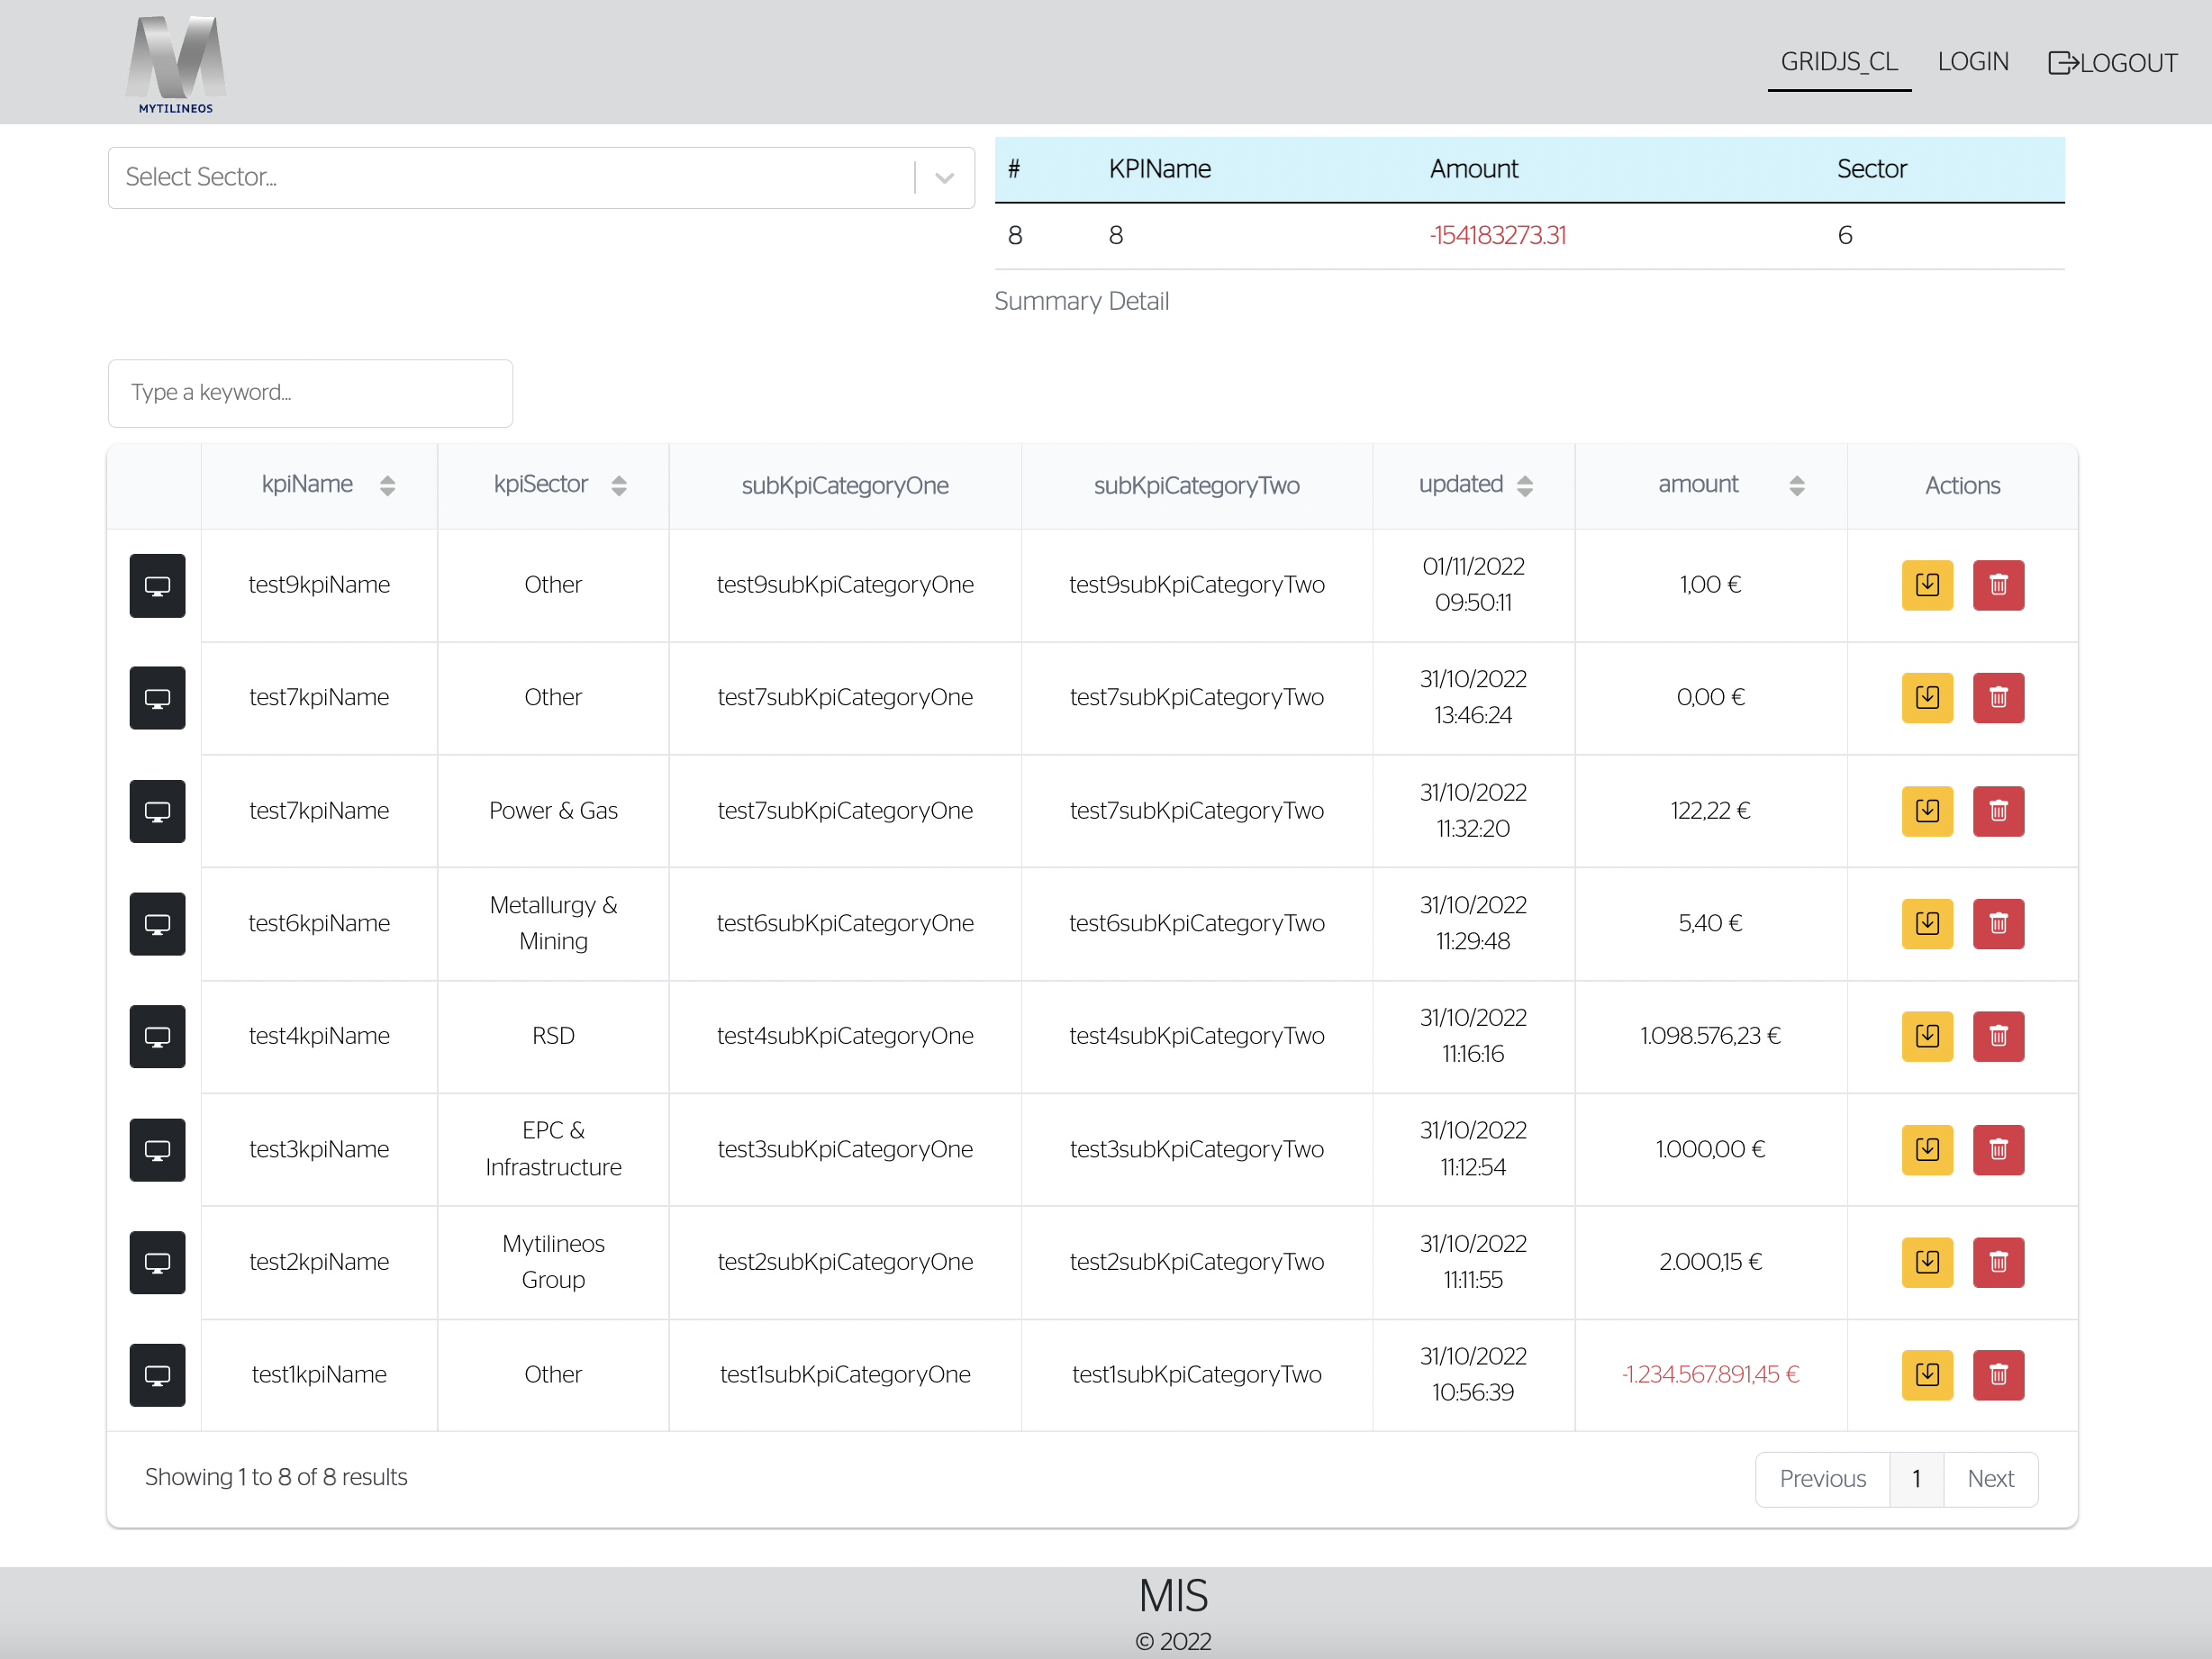 MYTILINEOS
GRIDJS_CL LOGIN LOGOUT
Select Sector...
# KPIName Amount Sector
8 8 -154183273.31 6
Summary Detail
Type a keyword...
kpiName kpiSector subKpiCategoryOne subKpiCategoryTwo updated amount Actions
test9kpiName Other test9subKpiCategoryOne test9subKpiCategoryTwo 01/11/2022 09:50:11 1,00 €
test7kpiName Other test7subKpiCategoryOne test7subKpiCategoryTwo 31/10/2022 13:46:24 0,00 €
test7kpiName Power & Gas test7subKpiCategoryOne test7subKpiCategoryTwo 31/10/2022 11:32:20 122,22 €
test6kpiName Metallurgy & Mining test6subKpiCategoryOne test6subKpiCategoryTwo 31/10/2022 11:29:48 5,40 €
test4kpiName RSD test4subKpiCategoryOne test4subKpiCategoryTwo 31/10/2022 11:16:16 1.098.576,23 €
test3kpiName EPC & Infrastructure test3subKpiCategoryOne test3subKpiCategoryTwo 31/10/2022 11:12:54 1.000,00 €
test2kpiName Mytilineos Group test2subKpiCategoryOne test2subKpiCategoryTwo 31/10/2022 11:11:55 2.000,15 €
test1kpiName Other test1subKpiCategoryOne test1subKpiCategoryTwo 31/10/2022 10:56:39 -1.234.567.891,45 €
Showing 1 to 8 of 8 results
Previous 1 Next
MIS
© 2022